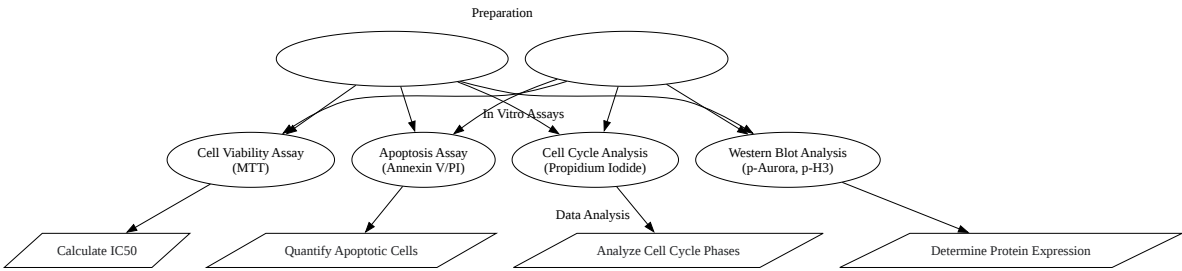 Preparation
In Vitro Assays
Cell Viability Assay
(MTT)
Apoptosis Assay
(Annexin V/PI)
Cell Cycle Analysis
(Propidium Iodide)
Western Blot Analysis
(p-Aurora, p-H3)
Data Analysis
Calculate IC50
Quantify Apoptotic Cells
Analyze Cell Cycle Phases
Determine Protein Expression